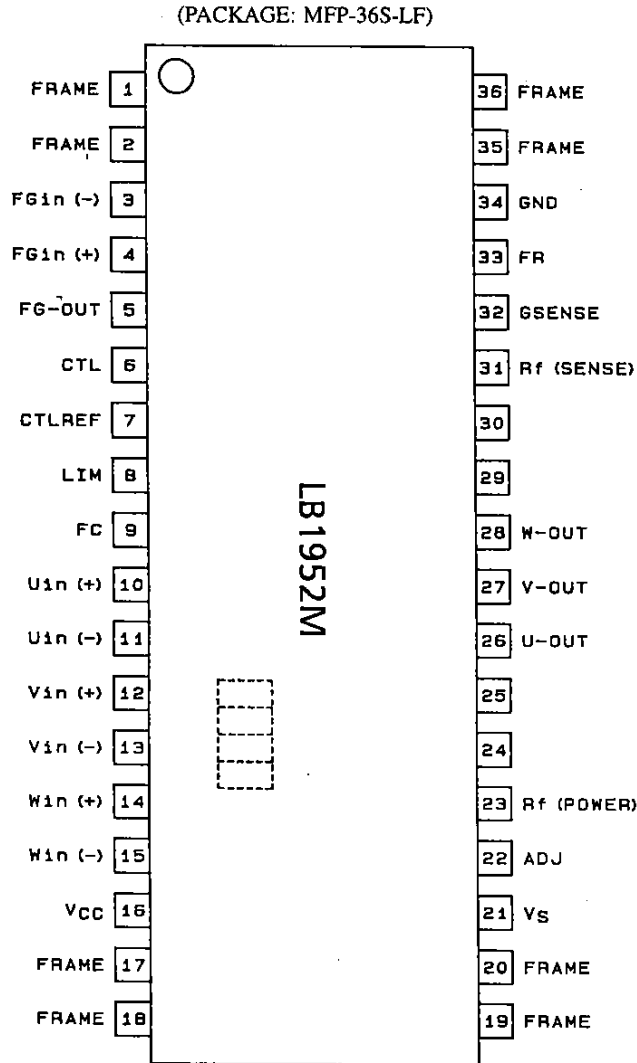 (PACKAGE: MFP-36S-LF)
FRAME 1
FRAME 2
FGin (-) 3
FGin (+) 4
FG-OUT 5
CTL 6
CTLREF 7
LIM 8
FC 9
Uin (+) 10
Uin (-) 11
Vin (+) 12
Vin (-) 13
Win (+) 14
Win (-) 15
VCC 16
FRAME 17
FRAME 18
LB1952M
36 FRAME
35 FRAME
34 GND
33 FR
32 GSENSE
31 Rf (SENSE)
30
29
28 W-OUT
27 V-OUT
26 U-OUT
25
24
23 Rf (POWER)
22 ADJ
21 VS
20 FRAME
19 FRAME